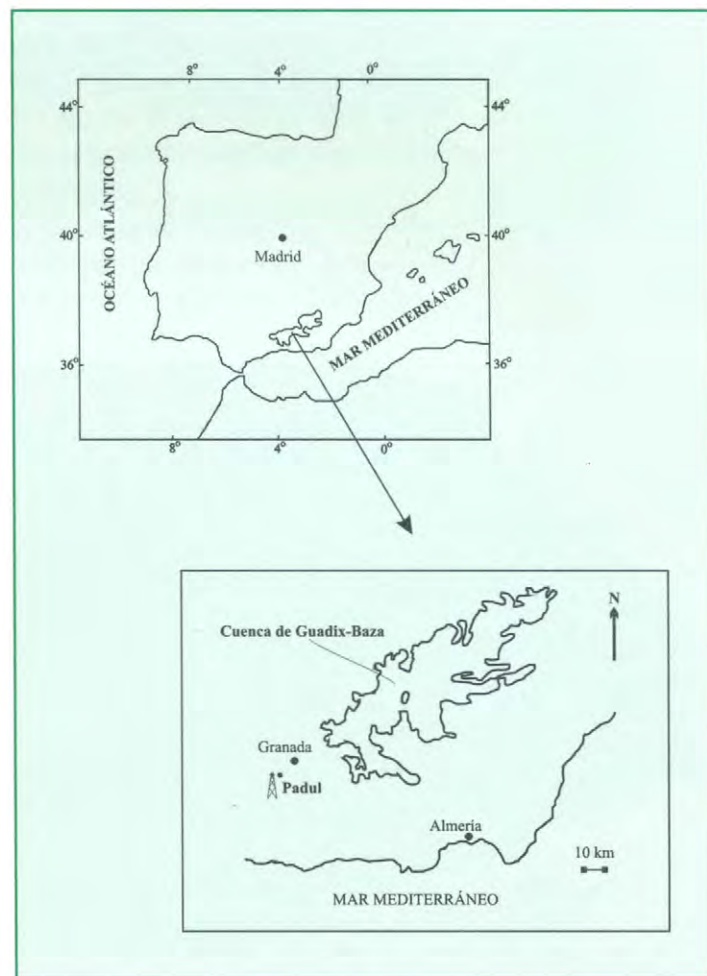 8° 4° 0°
44° 44°
OCÉANO ATLÁNTICO
40° 40°
Madrid
MAR MEDITERRÁNEO
36° 36°
8° 4° 0°
Cuenca de Guadix-Baza
N
Granada
Padul
Almería
10 km
MAR MEDITERRÁNEO